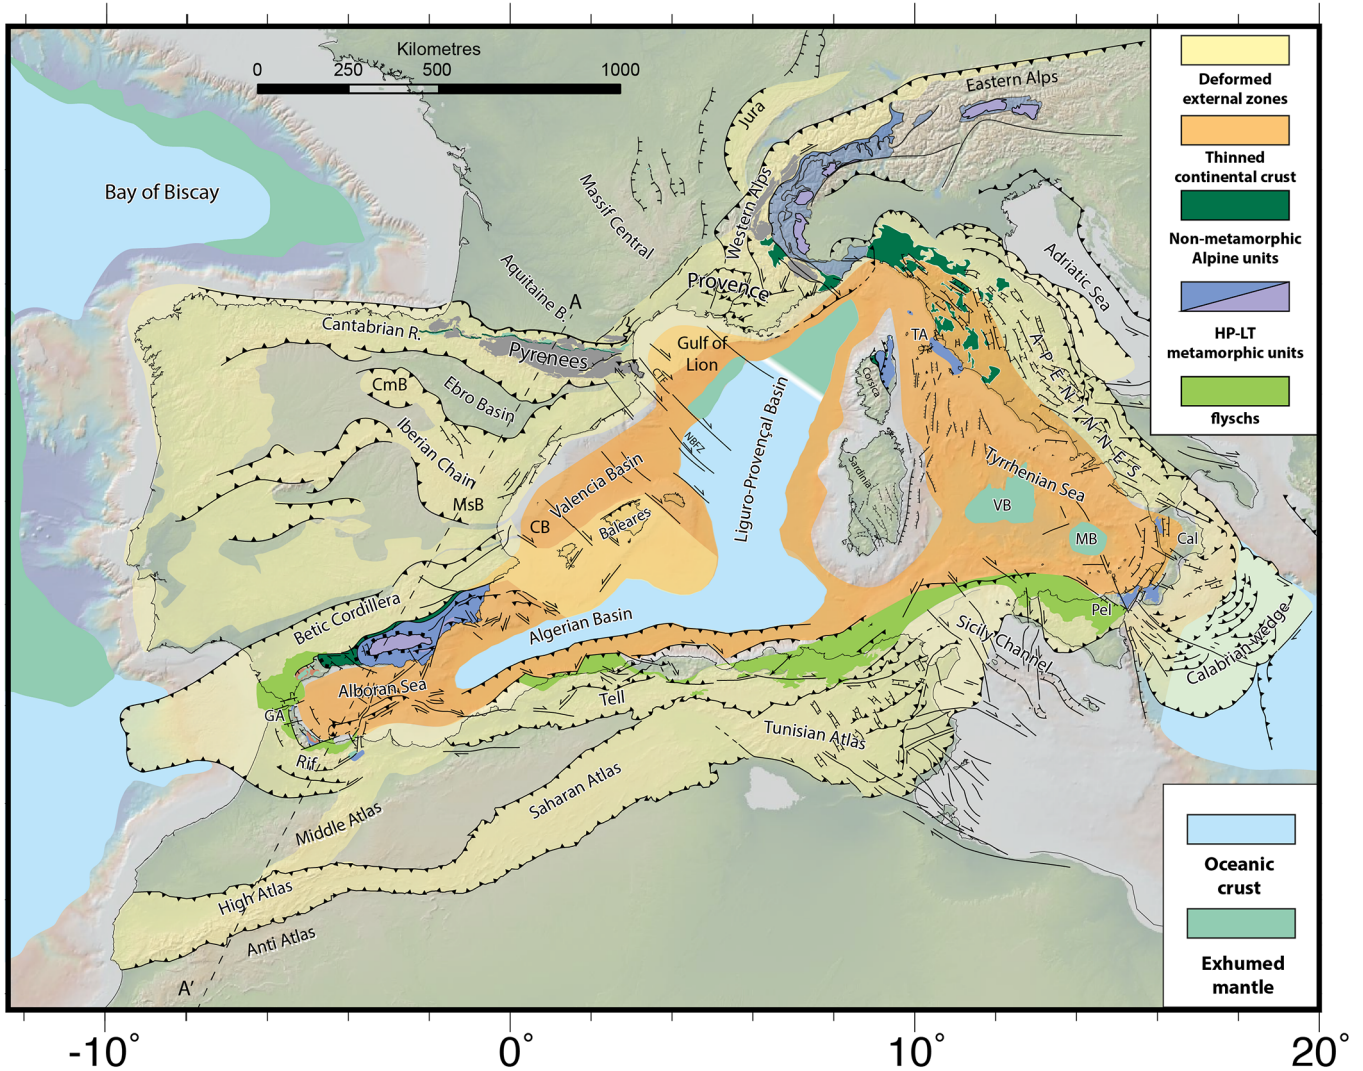 Kilometres
0 250 500 1000
Deformed
external zones
Thinned
continental crust
Non-metamorphic
Alpine units
HP-LT
metamorphic units
flyschs
Oceanic
crust
Exhumed
mantle
Eastern Alps
Jura
Bay of Biscay
Massif Central
Western Alps
Adriatic Sea
Aquitaine B.
A
Provence
Cantabrian R.
Pyrenees
Gulf of
Lion
TA
A-P-E-N-I-N-N-E-S
CmB
Ebro Basin
CFZ
Corsica
Iberian Chain
NBFZ
Liguro-Provençal Basin
Valencia Basin
Sardinia
Tyrrhenian Sea
MsB
CB
Baleares
VB
MB
Cal
Betic Cordillera
Algerian Basin
Pel
Sicily Channel
Calabrian wedge
Alboran Sea
GA
Tell
Tunisian Atlas
Rif
Saharan Atlas
Middle Atlas
High Atlas
Anti Atlas
A'
-10° 0° 10° 20°